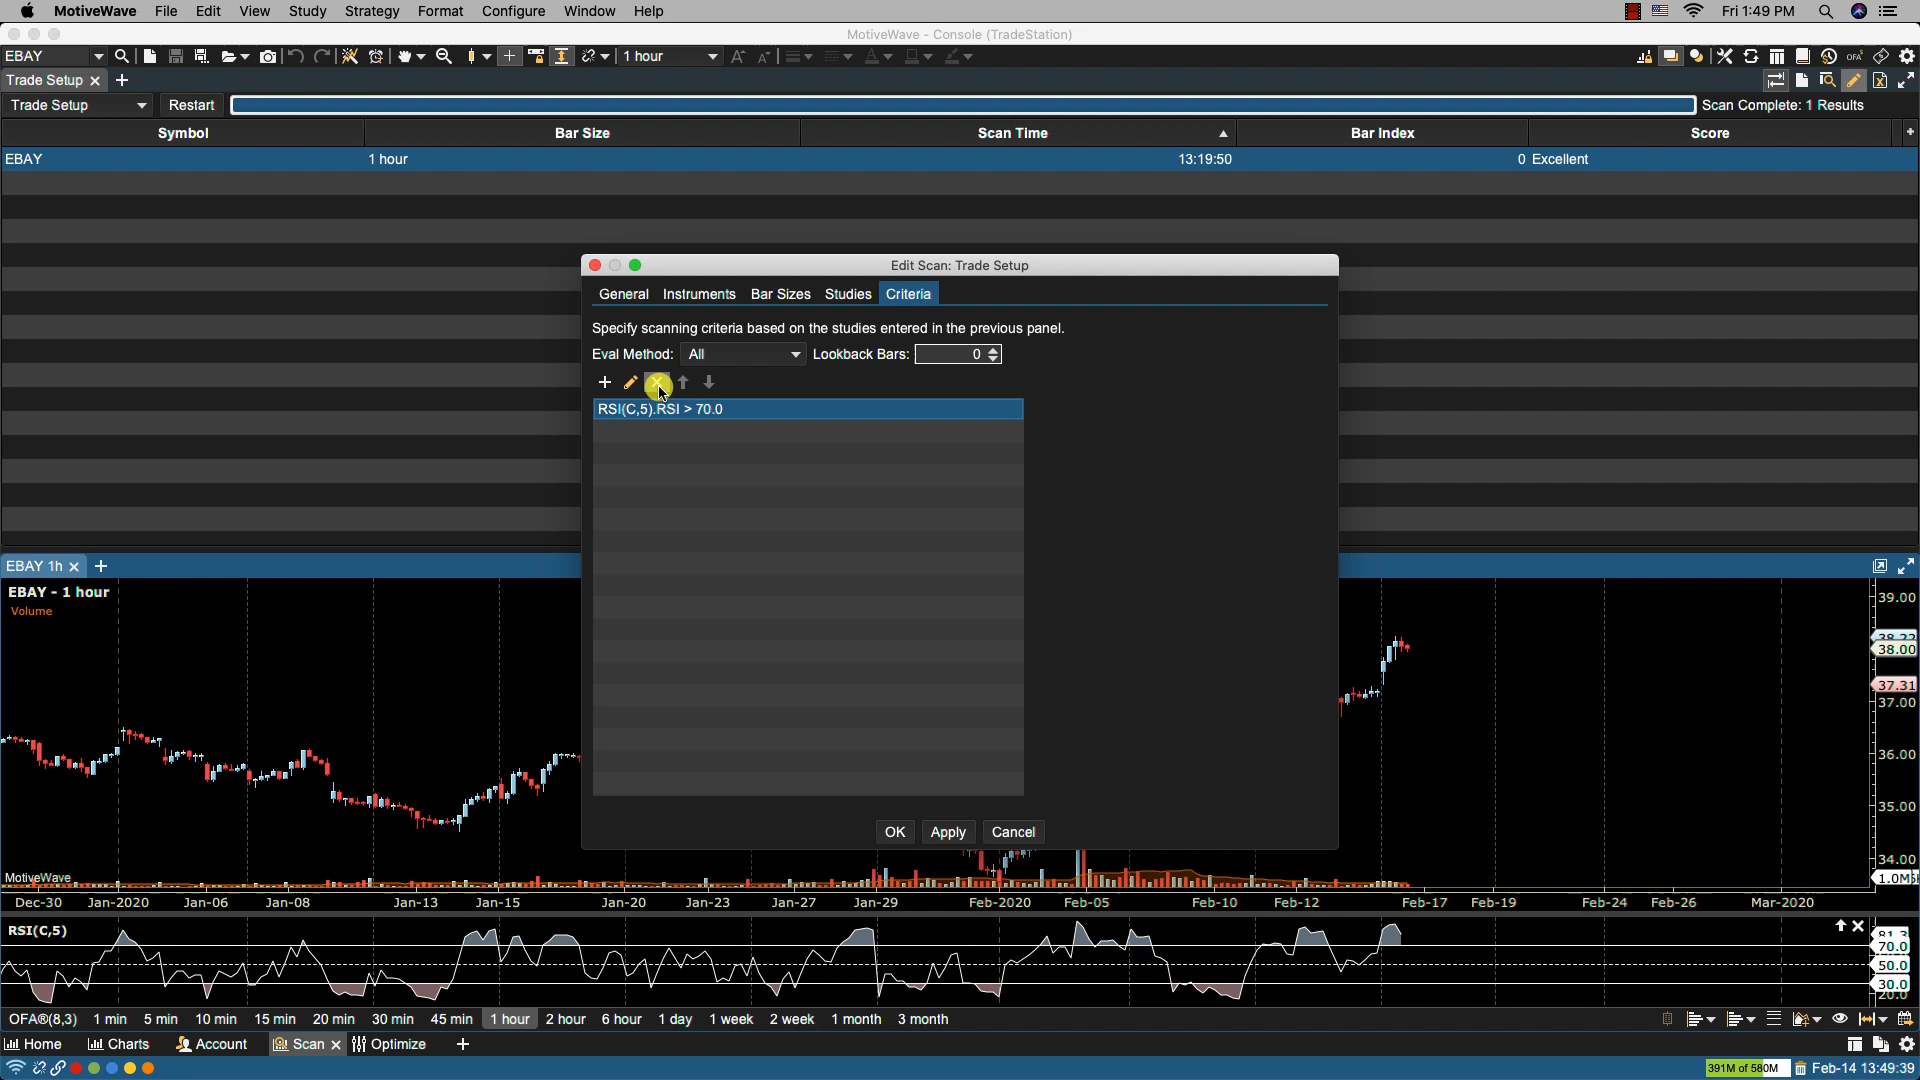 MotiveWave File Edit View Study Strategy Format Configure Window Help Fri 1:49 PM
MotiveWave - Console (TradeStation)
EBAY 1 hour
Trade Setup
Trade Setup Restart Scan Complete: 1 Results
Symbol Bar Size Scan Time Bar Index Score
EBAY 1 hour 13:19:50 0 Excellent
Edit Scan: Trade Setup
General Instruments Bar Sizes Studies Criteria
Specify scanning criteria based on the studies entered in the previous panel.
Eval Method: All Lookback Bars: 0
RSI(C,5).RSI > 70.0
OK Apply Cancel
EBAY 1h
EBAY - 1 hour
Volume
39.00
38.22
38.00
37.31
37.00
36.00
35.00
34.00
MotiveWave
Dec-30 Jan-2020 Jan-06 Jan-08 Jan-13 Jan-15 Jan-20 Jan-23 Jan-27 Jan-29 Feb-2020 Feb-05 Feb-10 Feb-12 Feb-17 Feb-19 Feb-24 Feb-26 Mar-2020
RSI(C,5)
70.0
50.0
30.0
20.0
OFA®(8,3) 1 min 5 min 10 min 15 min 20 min 30 min 45 min 1 hour 2 hour 6 hour 1 day 1 week 2 week 1 month 3 month
Home Charts Account Scan Optimize
391M of 580M Feb-14 13:49:39